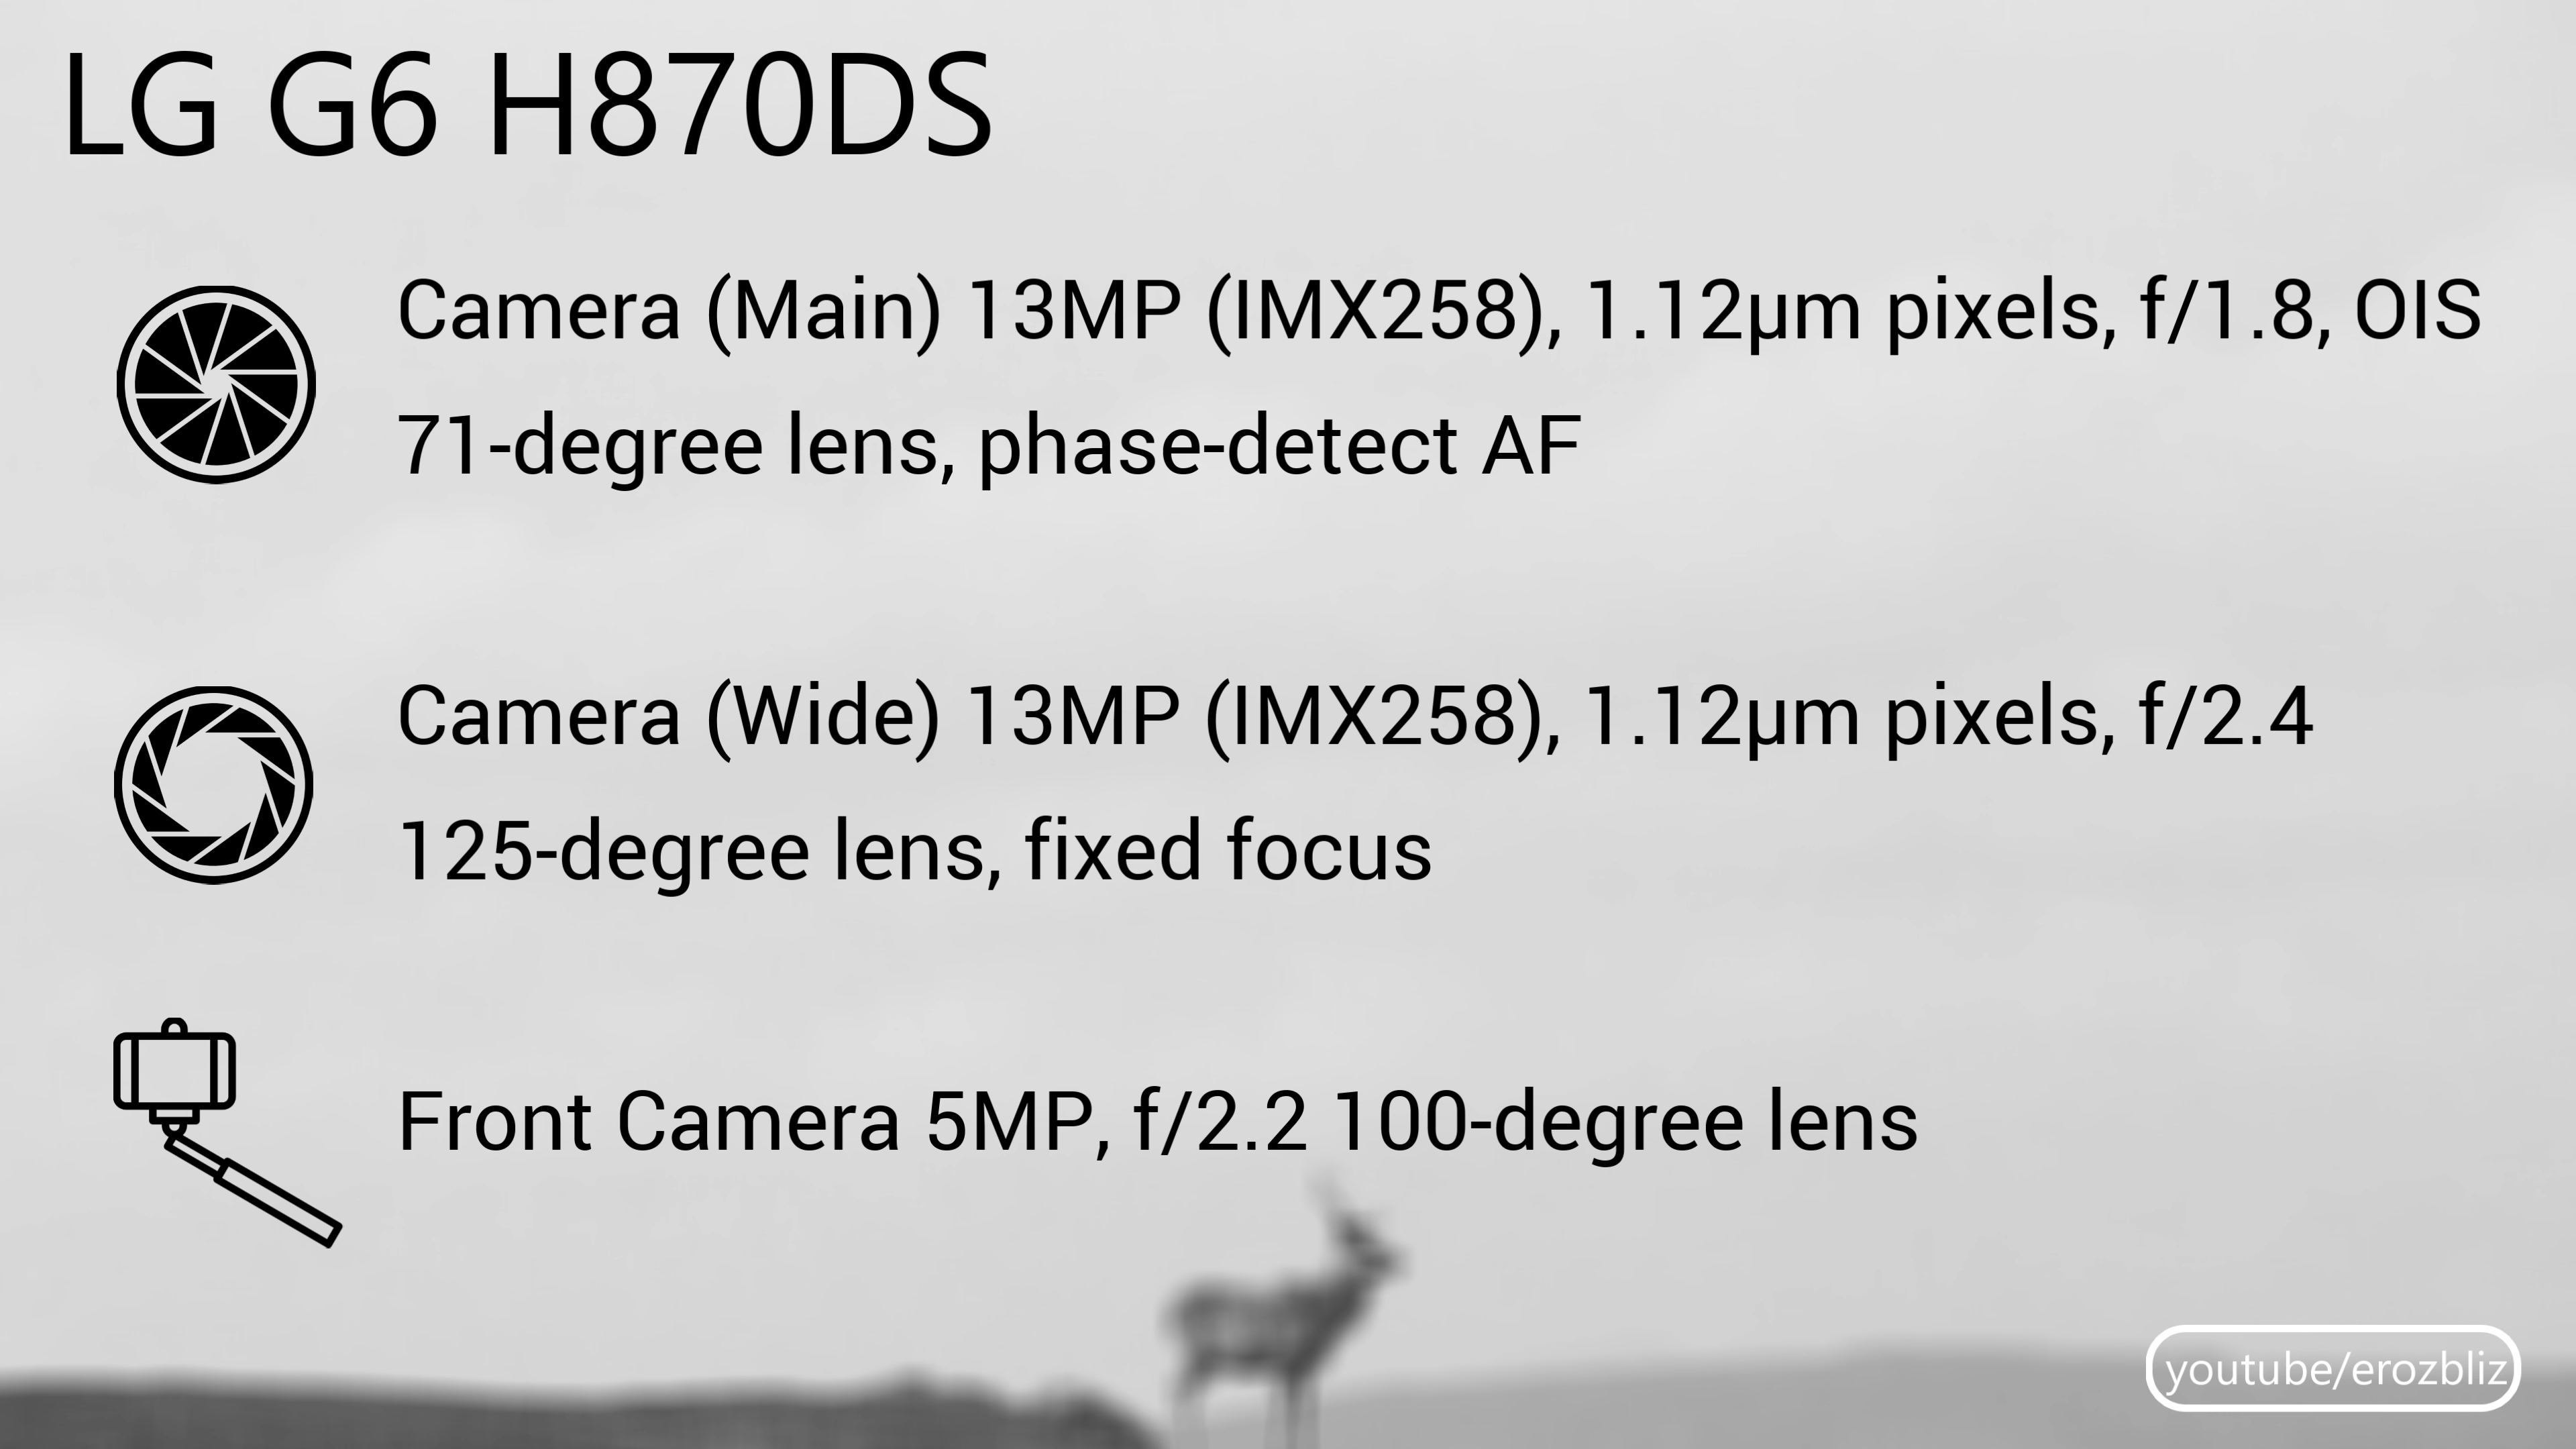 LG G6 H870DS
Camera (Main) 13MP (IMX258), 1.12µm pixels, f/1.8, OIS
71-degree lens, phase-detect AF
Camera (Wide) 13MP (IMX258), 1.12µm pixels, f/2.4
125-degree lens, fixed focus
Front Camera 5MP, f/2.2 100-degree lens
youtube/erozbliz